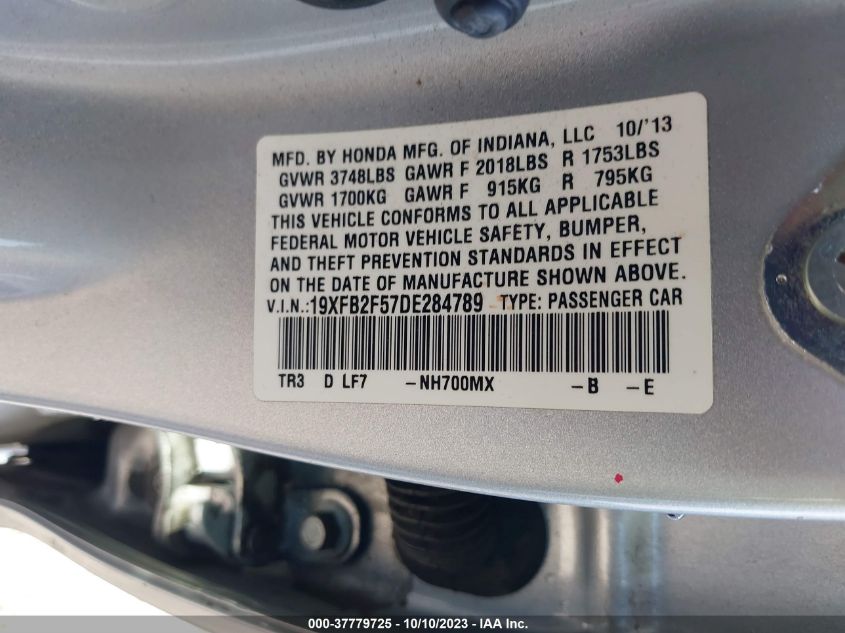 MFD. BY HONDA MFG. OF INDIANA, LLC 10/'13
GVWR 3748LBS GAWR F 2018LBS R 1753LBS
GVWR 1700KG GAWR F 915KG R 795KG
THIS VEHICLE CONFORMS TO ALL APPLICABLE
FEDERAL MOTOR VEHICLE SAFETY, BUMPER,
AND THEFT PREVENTION STANDARDS IN EFFECT
ON THE DATE OF MANUFACTURE SHOWN ABOVE.
V.I.N.:19XFB2F57DE284789 TYPE: PASSENGER CAR
TR3 D LF7 -NH700MX -B -E
000-37779725 - 10/10/2023 - IAA Inc.